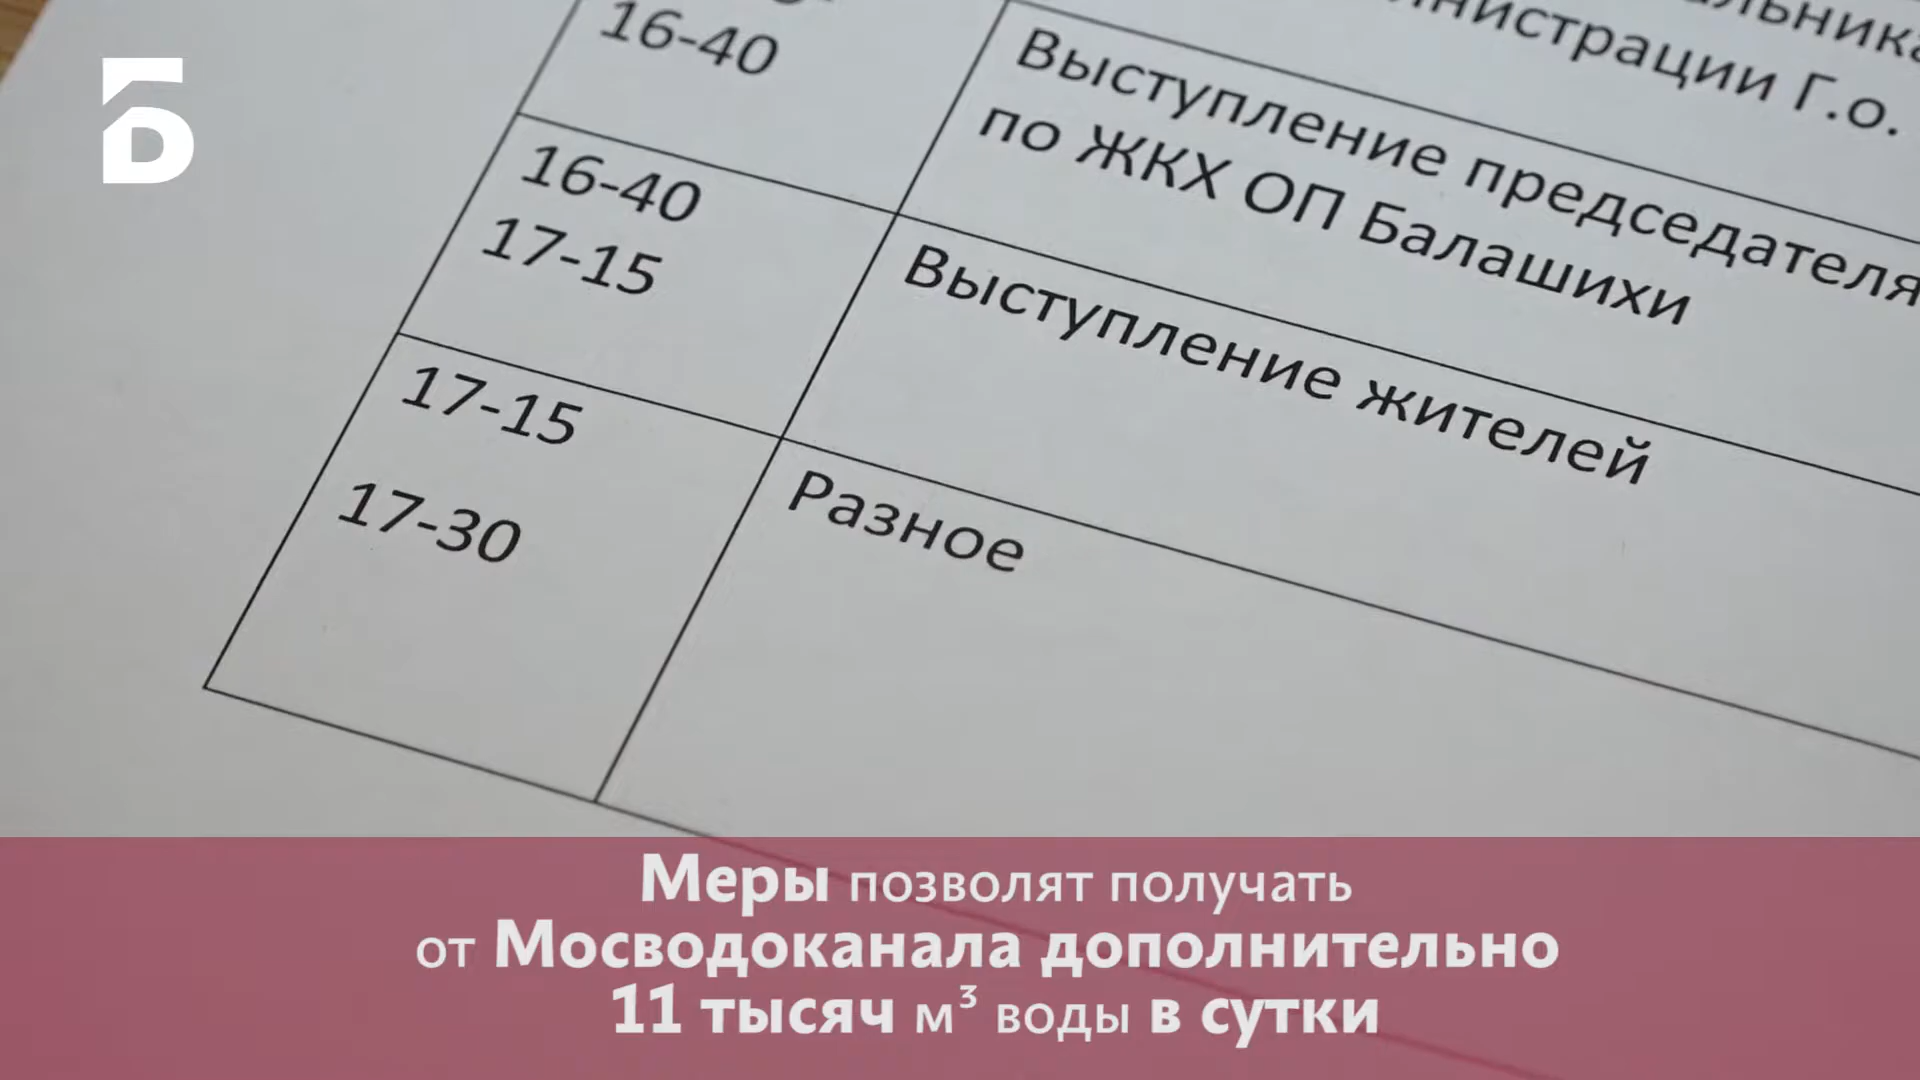 Б
16-40
16-40
17-15
17-15
17-30
Г.о.
Выступление председателя
по ЖКХ ОП Балашихи
Выступление жителей
Разное
Меры позволят получать
от Мосводоканала дополнительно
11 тысяч м³ воды в сутки